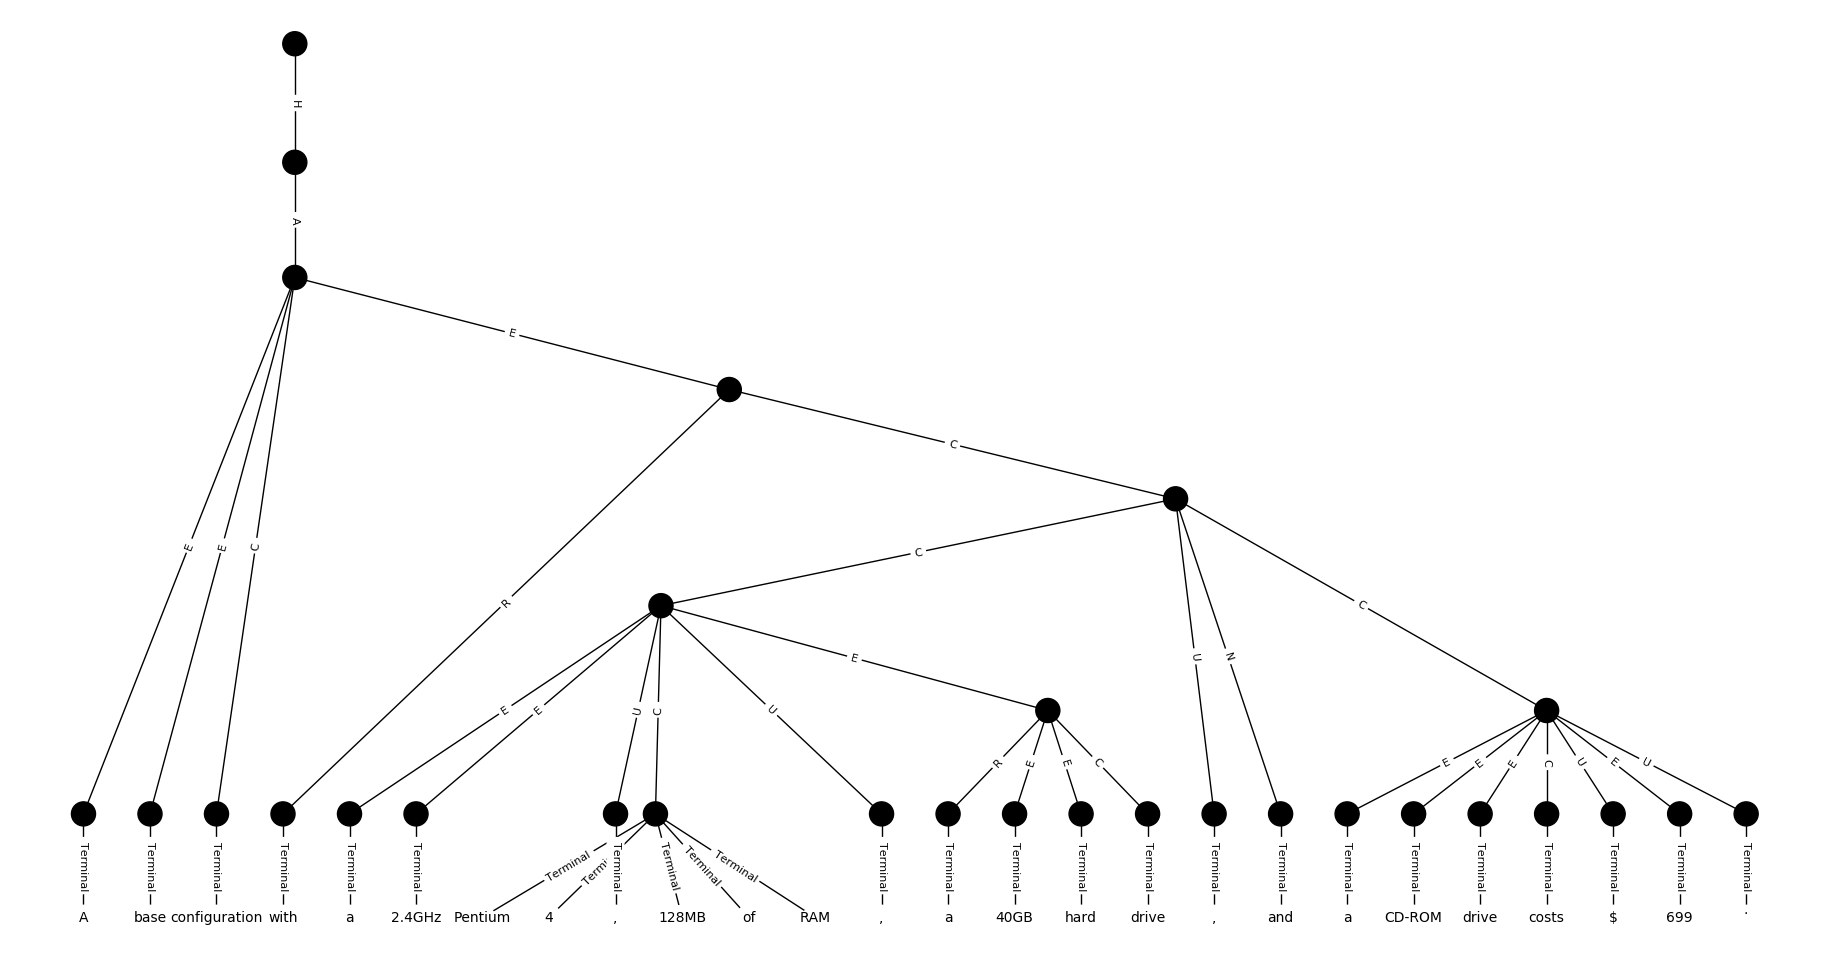 H
A
E
C
E
E
C
C
C
R
U
N
E
E
E
U
C
U
R
E
E
C
E
E
E
C
U
E
U
Terminal Terminal Terminal Terminal Terminal Terminal Terminal Termi Terminal Terminal Terminal Terminal Terminal Terminal Terminal Terminal Terminal Terminal Terminal Terminal Terminal Terminal Terminal Terminal Terminal Terminal
A base configuration with a 2.4GHz Pentium 4 , 128MB of RAM , a 40GB hard drive , and a CD-ROM drive costs $ 699 .